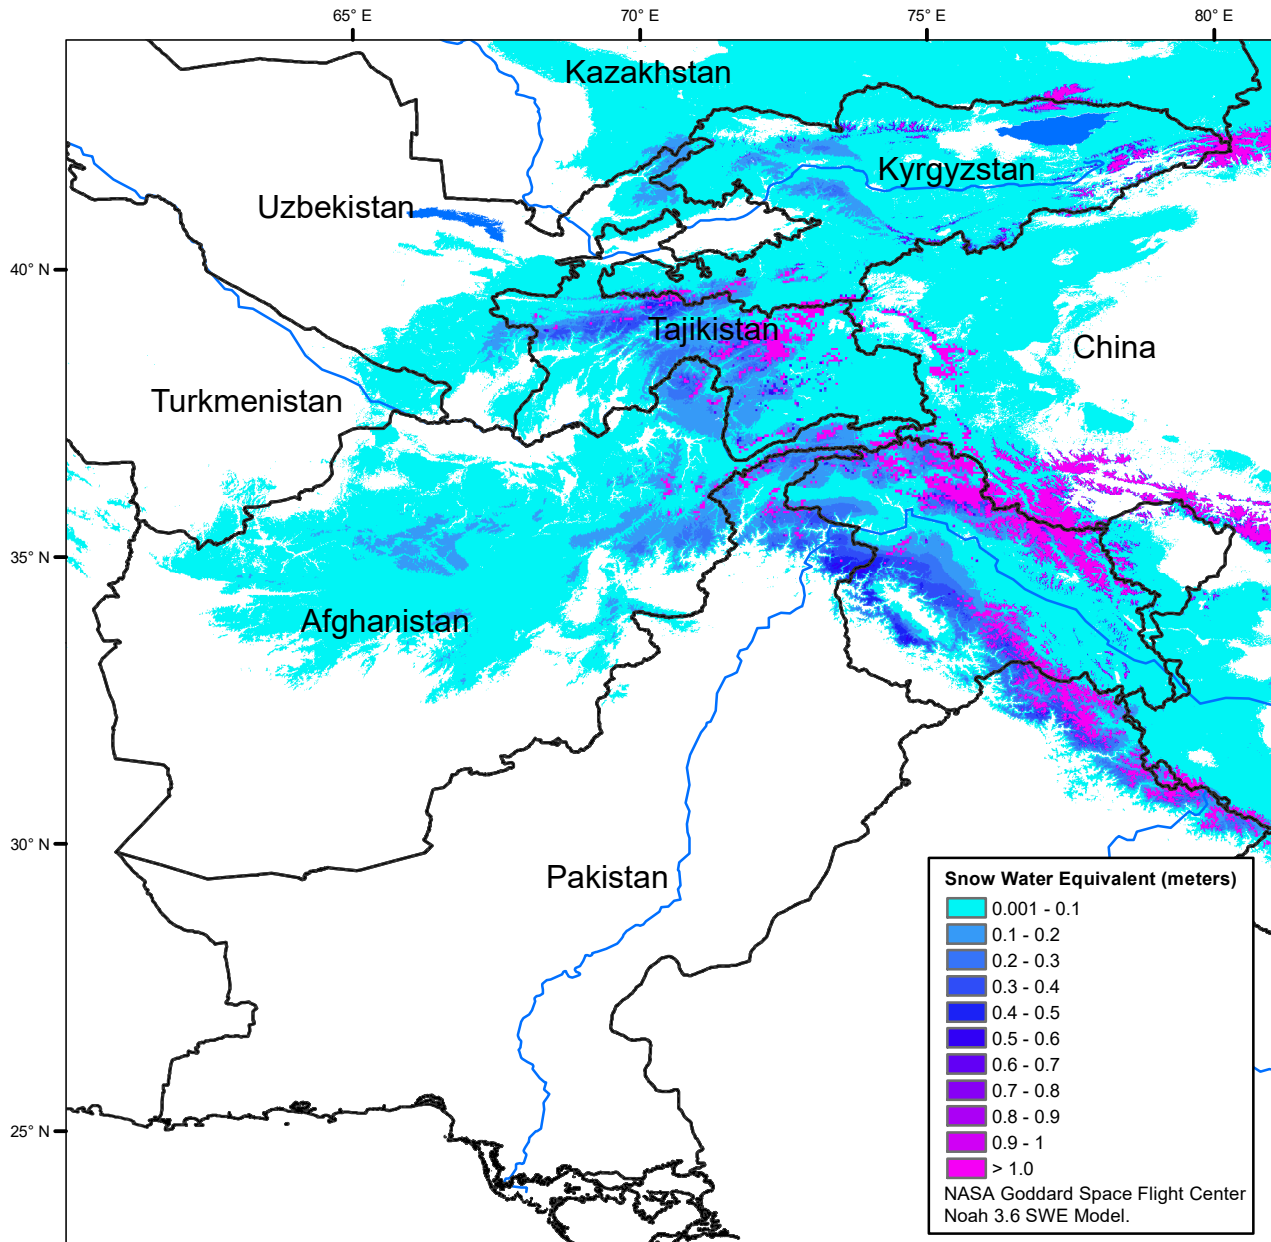 65° E
70° E
75° E
80° E
Kazakhstan
Kyrgyzstan
Uzbekistan
40° N
Tajikistan
China
Turkmenistan
35° N
Afghanistan
30° N
Pakistan
25° N
Snow Water Equivalent (meters)
0.001 - 0.1
0.1 - 0.2
0.2 - 0.3
0.3 - 0.4
0.4 - 0.5
0.5 - 0.6
0.6 - 0.7
0.7 - 0.8
0.8 - 0.9
0.9 - 1
> 1.0
NASA Goddard Space Flight Center
Noah 3.6 SWE Model.